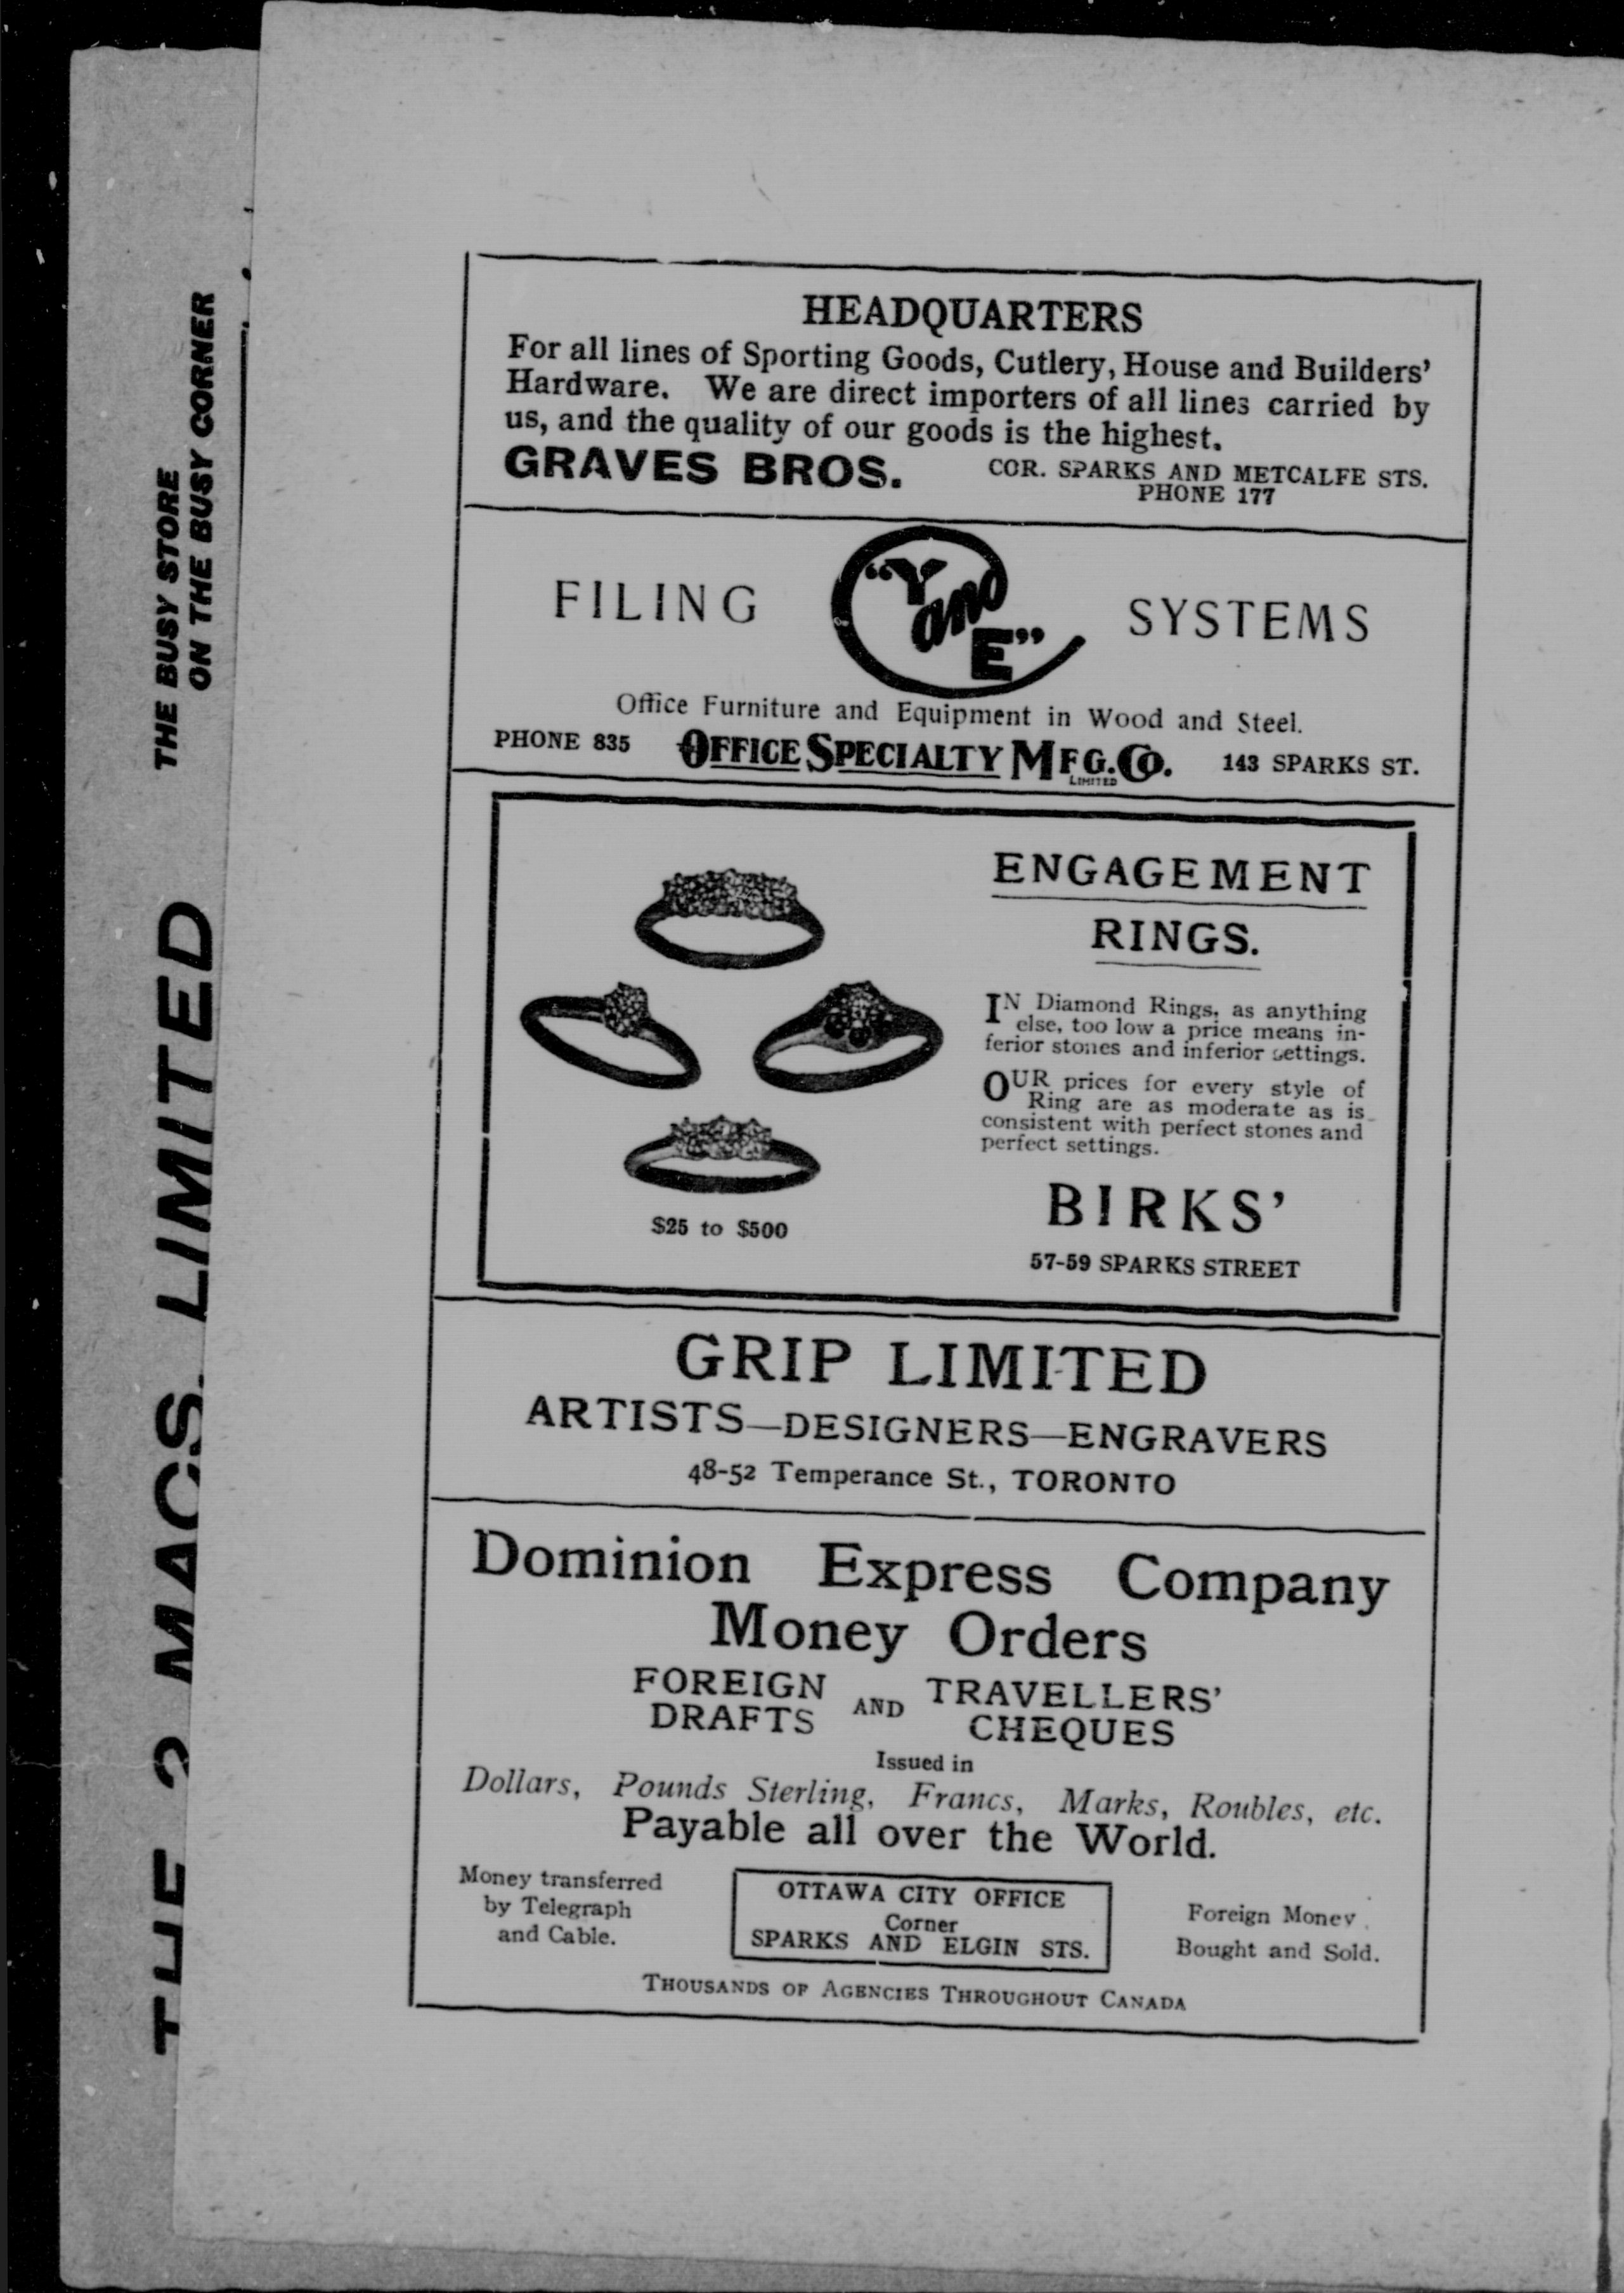 THE BUSY STORE
ON THE BUSY CORNER
THE 2 MACS. LIMITED
HEADQUARTERS
For all lines of Sporting Goods, Cutlery, House and Builders'
Hardware. We are direct importers of all lines carried by
us, and the quality of our goods is the highest.
GRAVES BROS. COR. SPARKS AND METCALFE STS.
PHONE 177
FILING "Y and E" SYSTEMS
Office Furniture and Equipment in Wood and Steel.
PHONE 835 OFFICE SPECIALTY MFG. CO. 143 SPARKS ST.
LIMITED
ENGAGEMENT
RINGS.
IN Diamond Rings, as anything
else, too low a price means in-
ferior stones and inferior settings.
OUR prices for every style of
Ring are as moderate as is
consistent with perfect stones and
perfect settings.
$25 to $500
BIRKS'
57-59 SPARKS STREET
GRIP LIMITED
ARTISTS—DESIGNERS—ENGRAVERS
48-52 Temperance St., TORONTO
Dominion Express Company
Money Orders
FOREIGN DRAFTS AND TRAVELLERS' CHEQUES
Issued in
Dollars, Pounds Sterling, Francs, Marks, Roubles, etc.
Payable all over the World.
Money transferred
by Telegraph
and Cable.
OTTAWA CITY OFFICE
Corner
SPARKS AND ELGIN STS.
Foreign Money
Bought and Sold.
THOUSANDS OF AGENCIES THROUGHOUT CANADA